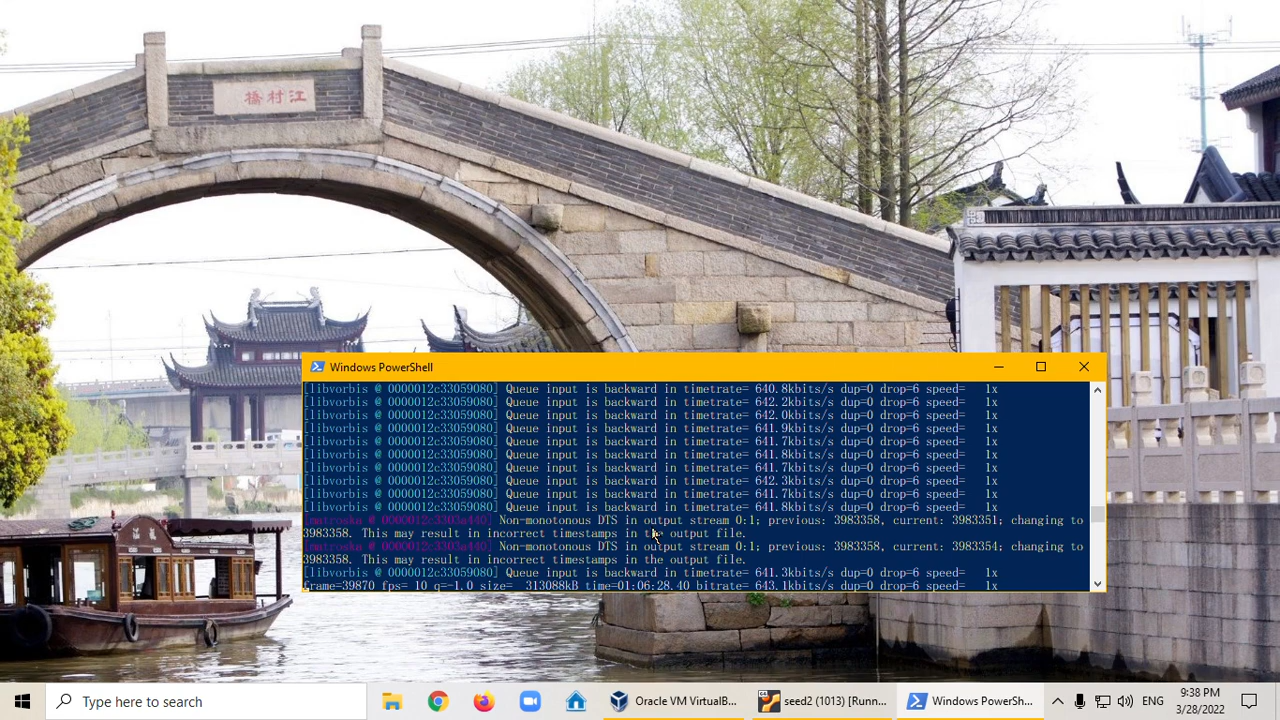 江村橋
Windows PowerShell
[libvorbis @ 0000012c33059080] Queue input is backward in timetrate= 640.8kbits/s dup=0 drop=6 speed=   1x
[libvorbis @ 0000012c33059080] Queue input is backward in timetrate= 642.2kbits/s dup=0 drop=6 speed=   1x
[libvorbis @ 0000012c33059080] Queue input is backward in timetrate= 642.0kbits/s dup=0 drop=6 speed=   1x
[libvorbis @ 0000012c33059080] Queue input is backward in timetrate= 641.9kbits/s dup=0 drop=6 speed=   1x
[libvorbis @ 0000012c33059080] Queue input is backward in timetrate= 641.7kbits/s dup=0 drop=6 speed=   1x
[libvorbis @ 0000012c33059080] Queue input is backward in timetrate= 641.8kbits/s dup=0 drop=6 speed=   1x
[libvorbis @ 0000012c33059080] Queue input is backward in timetrate= 641.7kbits/s dup=0 drop=6 speed=   1x
[libvorbis @ 0000012c33059080] Queue input is backward in timetrate= 642.3kbits/s dup=0 drop=6 speed=   1x
[libvorbis @ 0000012c33059080] Queue input is backward in timetrate= 641.7kbits/s dup=0 drop=6 speed=   1x
[libvorbis @ 0000012c33059080] Queue input is backward in timetrate= 641.8kbits/s dup=0 drop=6 speed=   1x
[matroska @ 0000012c3303a440] Non-monotonous DTS in output stream 0:1; previous: 3983358, current: 3983351; changing to
3983358. This may result in incorrect timestamps in the output file.
[matroska @ 0000012c3303a440] Non-monotonous DTS in output stream 0:1; previous: 3983358, current: 3983354; changing to
3983358. This may result in incorrect timestamps in the output file.
[libvorbis @ 0000012c33059080] Queue input is backward in timetrate= 641.3kbits/s dup=0 drop=6 speed=   1x
frame=39870 fps= 10 q=-1.0 size=  313088kB time=01:06:28.40 bitrate= 643.1kbits/s dup=0 drop=6 speed=   1x
Type here to search
Oracle VM VirtualB...
seed2 (1013) [Runn...
Windows PowerSh...
ENG
9:38 PM
3/28/2022